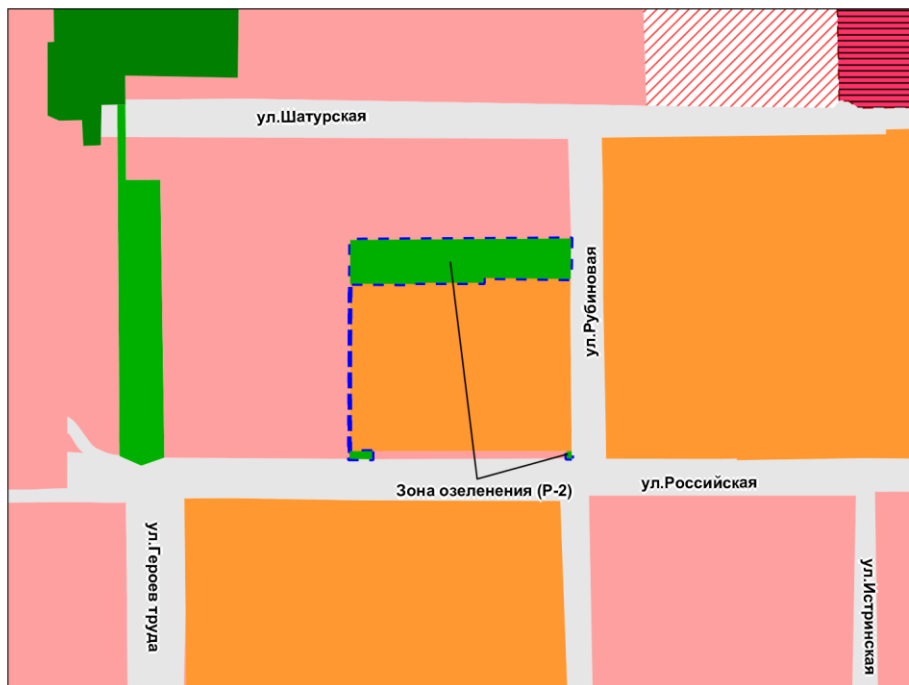 ул.Шатурская
ул.Рубиновая
Зона озеленения (Р-2)
ул.Российская
ул.Героев труда
ул.Истринская